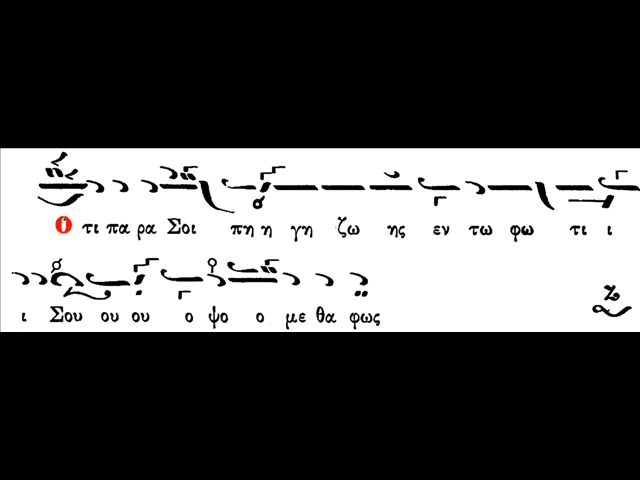 Ο τι πα ρα Σοι πη η γη ζω ης εν τω φω τι ι
ι Σου ου ου ο ψο ο με θα φως